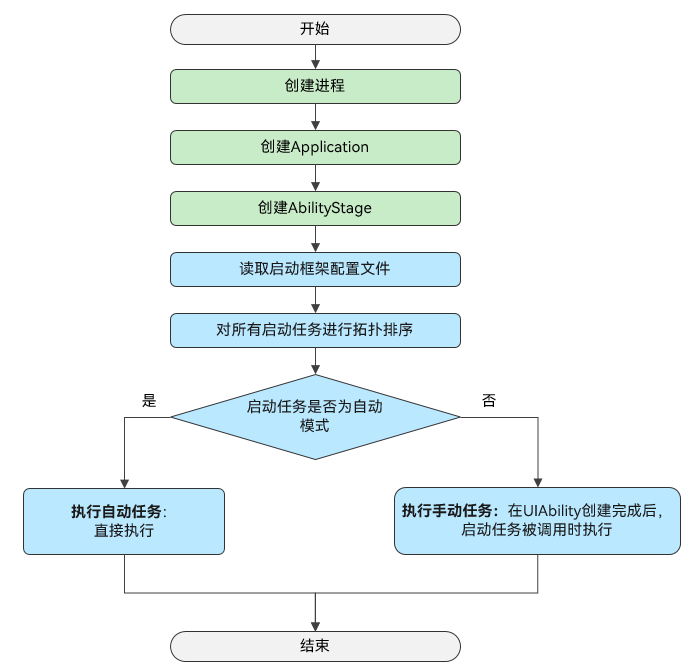 开始
创建进程
创建Application
创建AbilityStage
读取启动框架配置文件
对所有启动任务进行拓扑排序
启动任务是否为自动
模式
是
否
执行自动任务：
直接执行
执行手动任务：在UIAbility创建完成后，
启动任务被调用时执行
结束